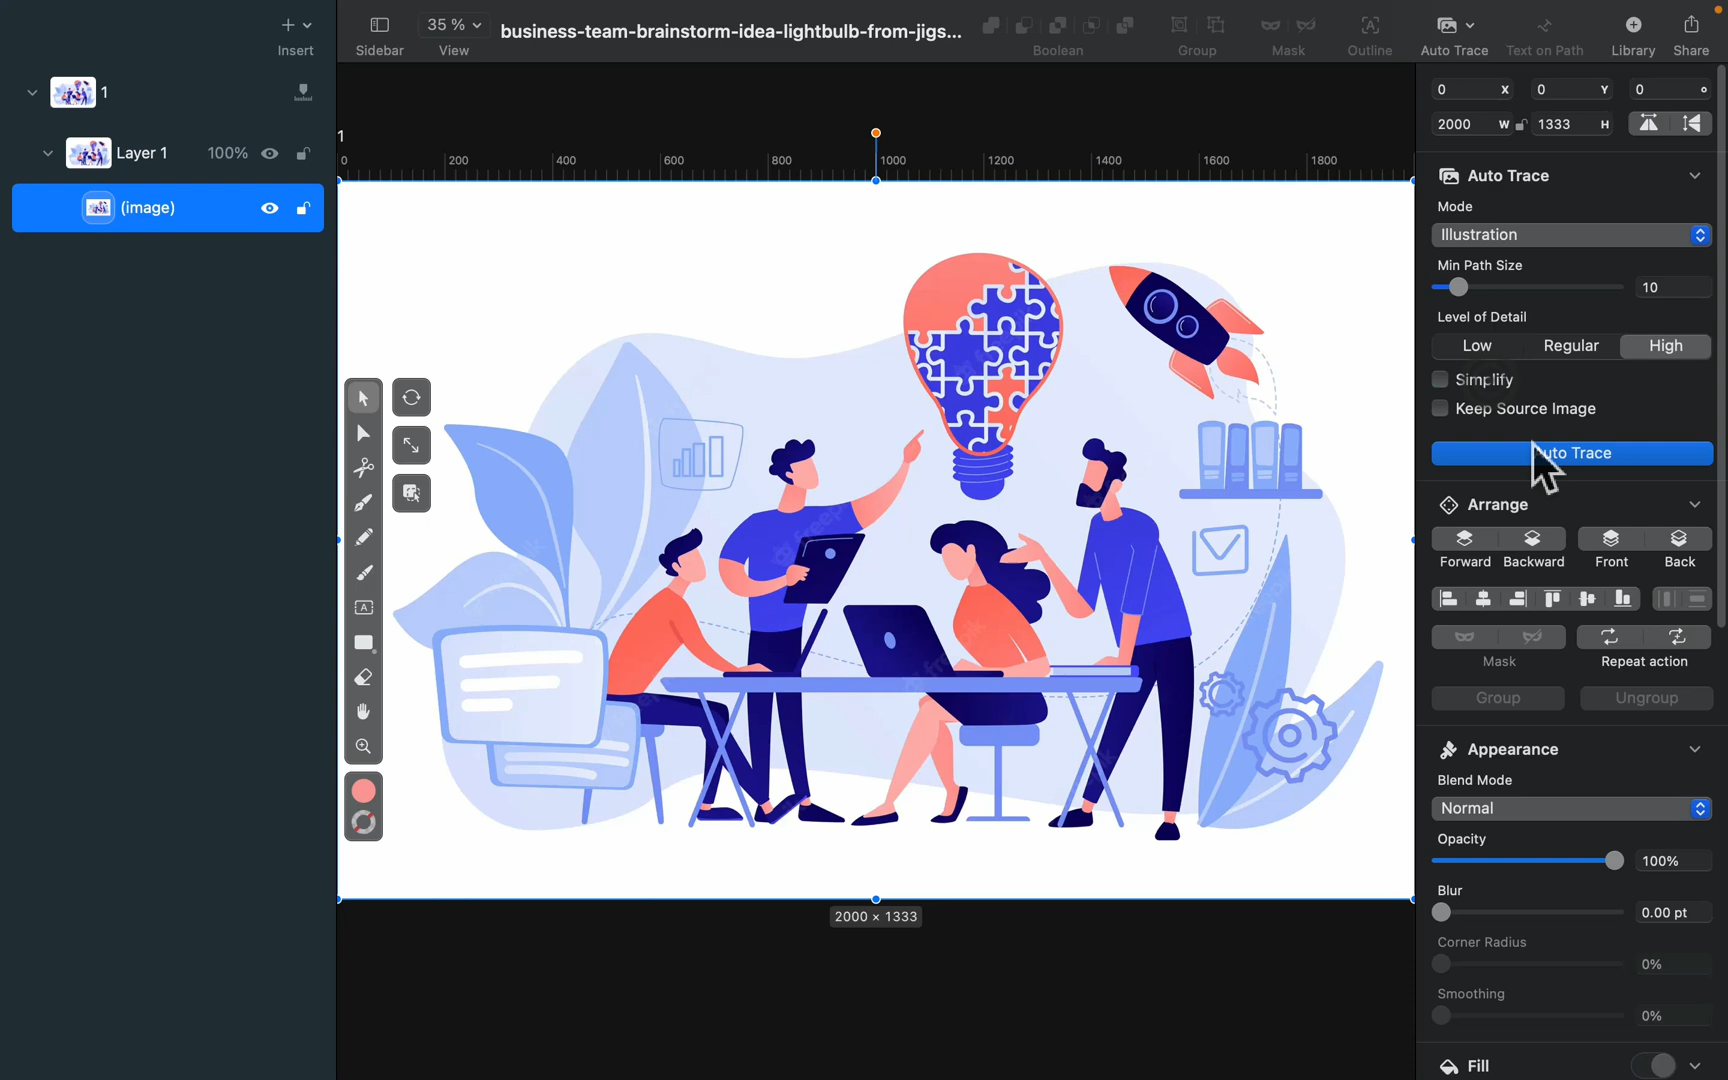 Insert
Sidebar
35 %
View
business-team-brainstorm-idea-lightbulb-from-jigs...
Boolean
Group
Mask
Outline
Auto Trace
Text on Path
Library
Share
1
Layer 1
100%
(image)
1
0
200
400
600
800
1000
1200
1400
1600
1800
A
2000 × 1333
0 X
0 Y
0 °
2000 W
1333 H
Auto Trace
Mode
Illustration
Min Path Size
10
Level of Detail
Low
Regular
High
Simplify
Keep Source Image
uto Trace
Arrange
Forward
Backward
Front
Back
Mask
Repeat action
Group
Ungroup
Appearance
Blend Mode
Normal
Opacity
100%
Blur
0.00 pt
Corner Radius
0%
Smoothing
0%
Fill